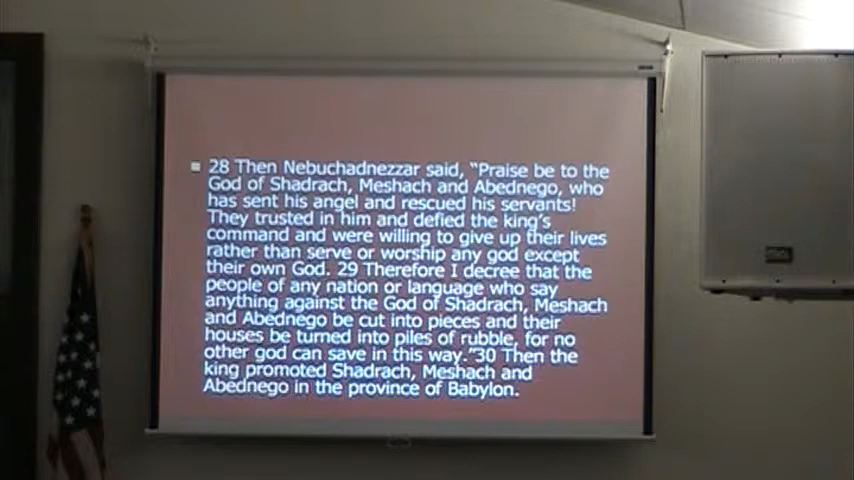 28 Then Nebuchadnezzar said, “Praise be to the
God of Shadrach, Meshach and Abednego, who
has sent his angel and rescued his servants!
They trusted in him and defied the king’s
command and were willing to give up their lives
rather than serve or worship any god except
their own God. 29 Therefore I decree that the
people of any nation or language who say
anything against the God of Shadrach, Meshach
and Abednego be cut into pieces and their
houses be turned into piles of rubble, for no
other god can save in this way.”30 Then the
king promoted Shadrach, Meshach and
Abednego in the province of Babylon.